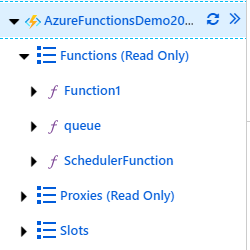 AzureFunctionsDemo20...
Functions (Read Only)
Function1
queue
SchedulerFunction
Proxies (Read Only)
Slots